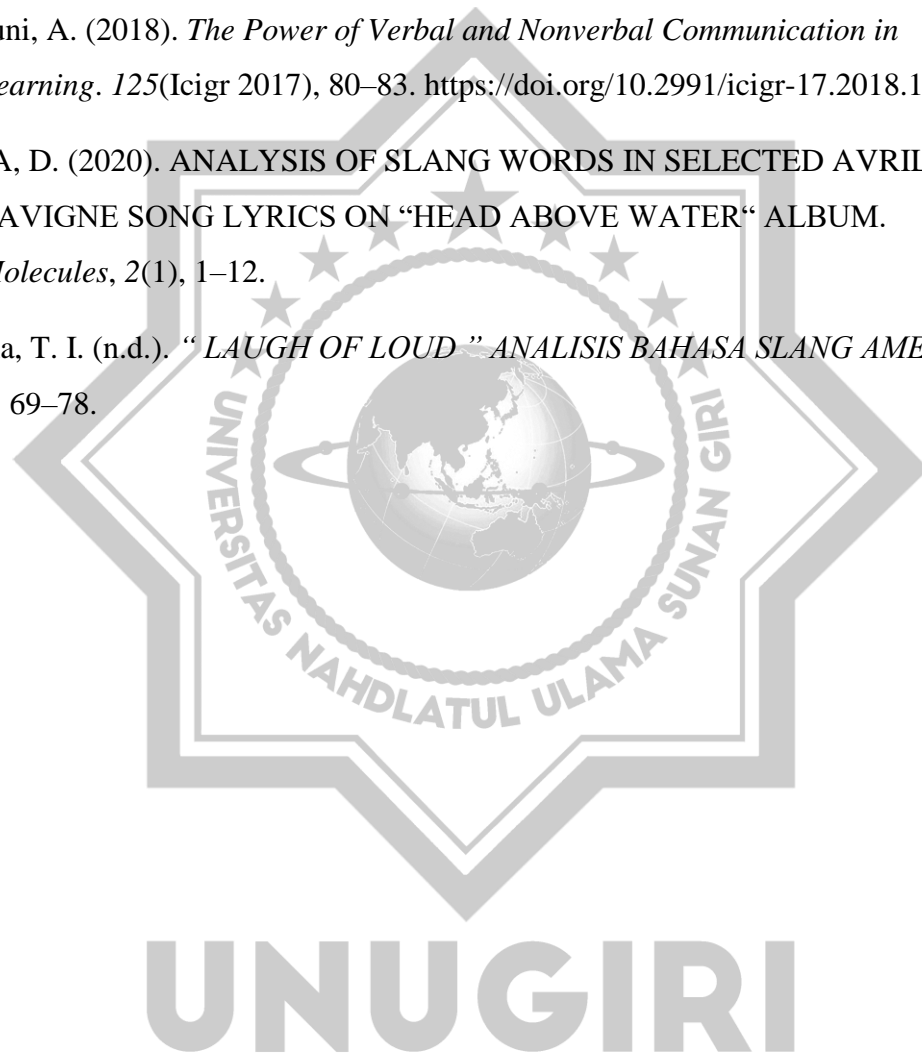 uni, A. (2018). The Power of Verbal and Nonverbal Communication in
earning. 125(Icigr 2017), 80–83. https://doi.org/10.2991/icigr-17.2018.1
A, D. (2020). ANALYSIS OF SLANG WORDS IN SELECTED AVRIL
AVIGNE SONG LYRICS ON “HEAD ABOVE WATER“ ALBUM.
Molecules, 2(1), 1–12.
a, T. I. (n.d.). “ LAUGH OF LOUD ” ANALISIS BAHASA SLANG AME
69–78.
UNIVERSITAS NAHDLATUL ULAMA SUNAN GIRI
UNUGIRI